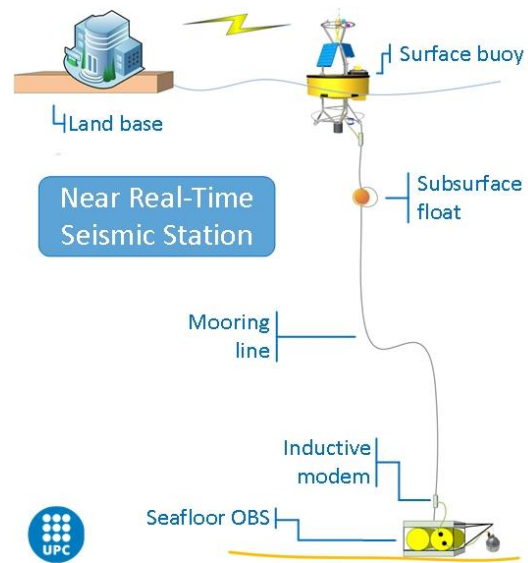 Surface buoy
Land base
Near Real-Time
Seismic Station
Subsurface
float
Mooring
line
Inductive
modem
Seafloor OBS
UPC